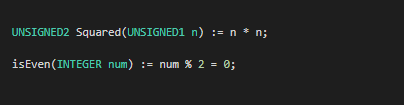 UNSIGNED2 Squared(UNSIGNED1 n) := n * n;
isEven(INTEGER num) := num % 2 = 0;